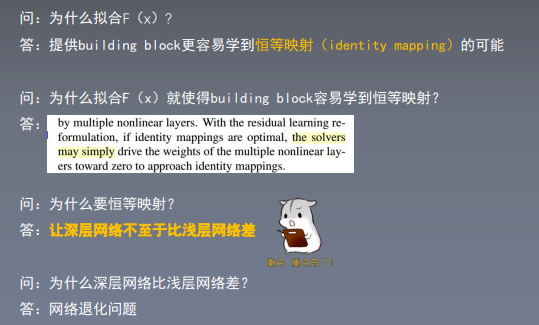 问：为什么拟合F（x）?
答：提供building block更容易学到恒等映射（identity mapping）的可能
问：为什么拟合F（x）就使得building block容易学到恒等映射？
答：
by multiple nonlinear layers. With the residual learning re-
formulation, if identity mappings are optimal, the solvers
may simply drive the weights of the multiple nonlinear lay-
ers toward zero to approach identity mappings.
问：为什么要恒等映射？
答：让深层网络不至于比浅层网络差
问：为什么深层网络比浅层网络差？
答：网络退化问题